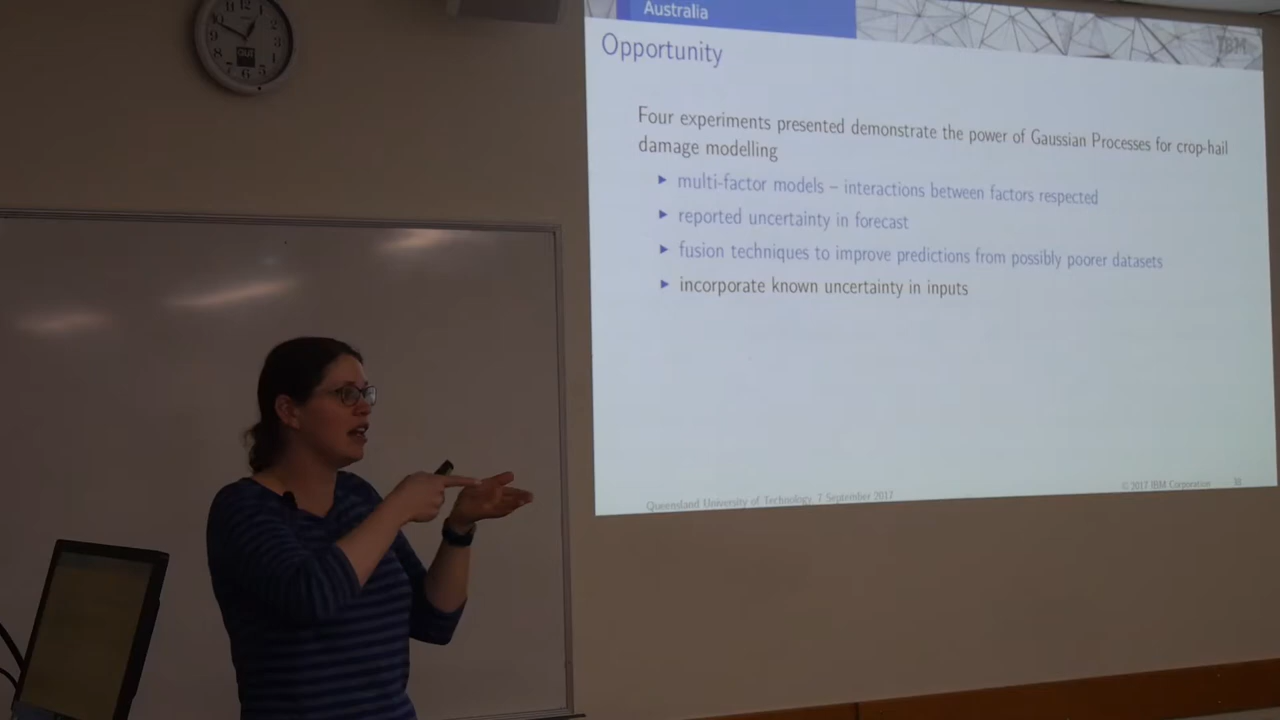 Australia
IBM
Opportunity
Four experiments presented demonstrate the power of Gaussian Processes for crop-hail
damage modelling
multi-factor models – interactions between factors respected
reported uncertainty in forecast
fusion techniques to improve predictions from possibly poorer datasets
incorporate known uncertainty in inputs
Queensland University of Technology, 7 September 2017
© 2017 IBM Corporation
QUT